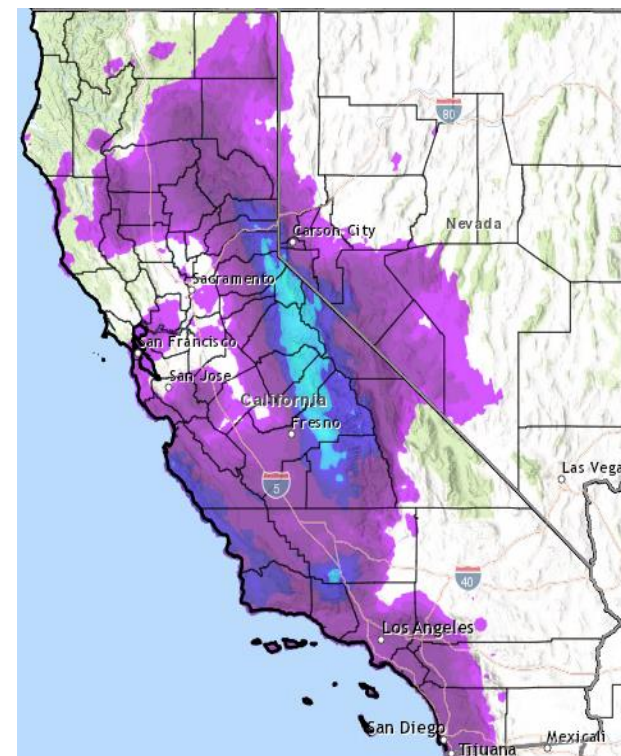 80
Nevada
Carson, City
Sacramento
San Francisco
San Jose
California
Fresno
5
Las Vega
40
Los Angeles
San Diego
Mexicali
Tijuana